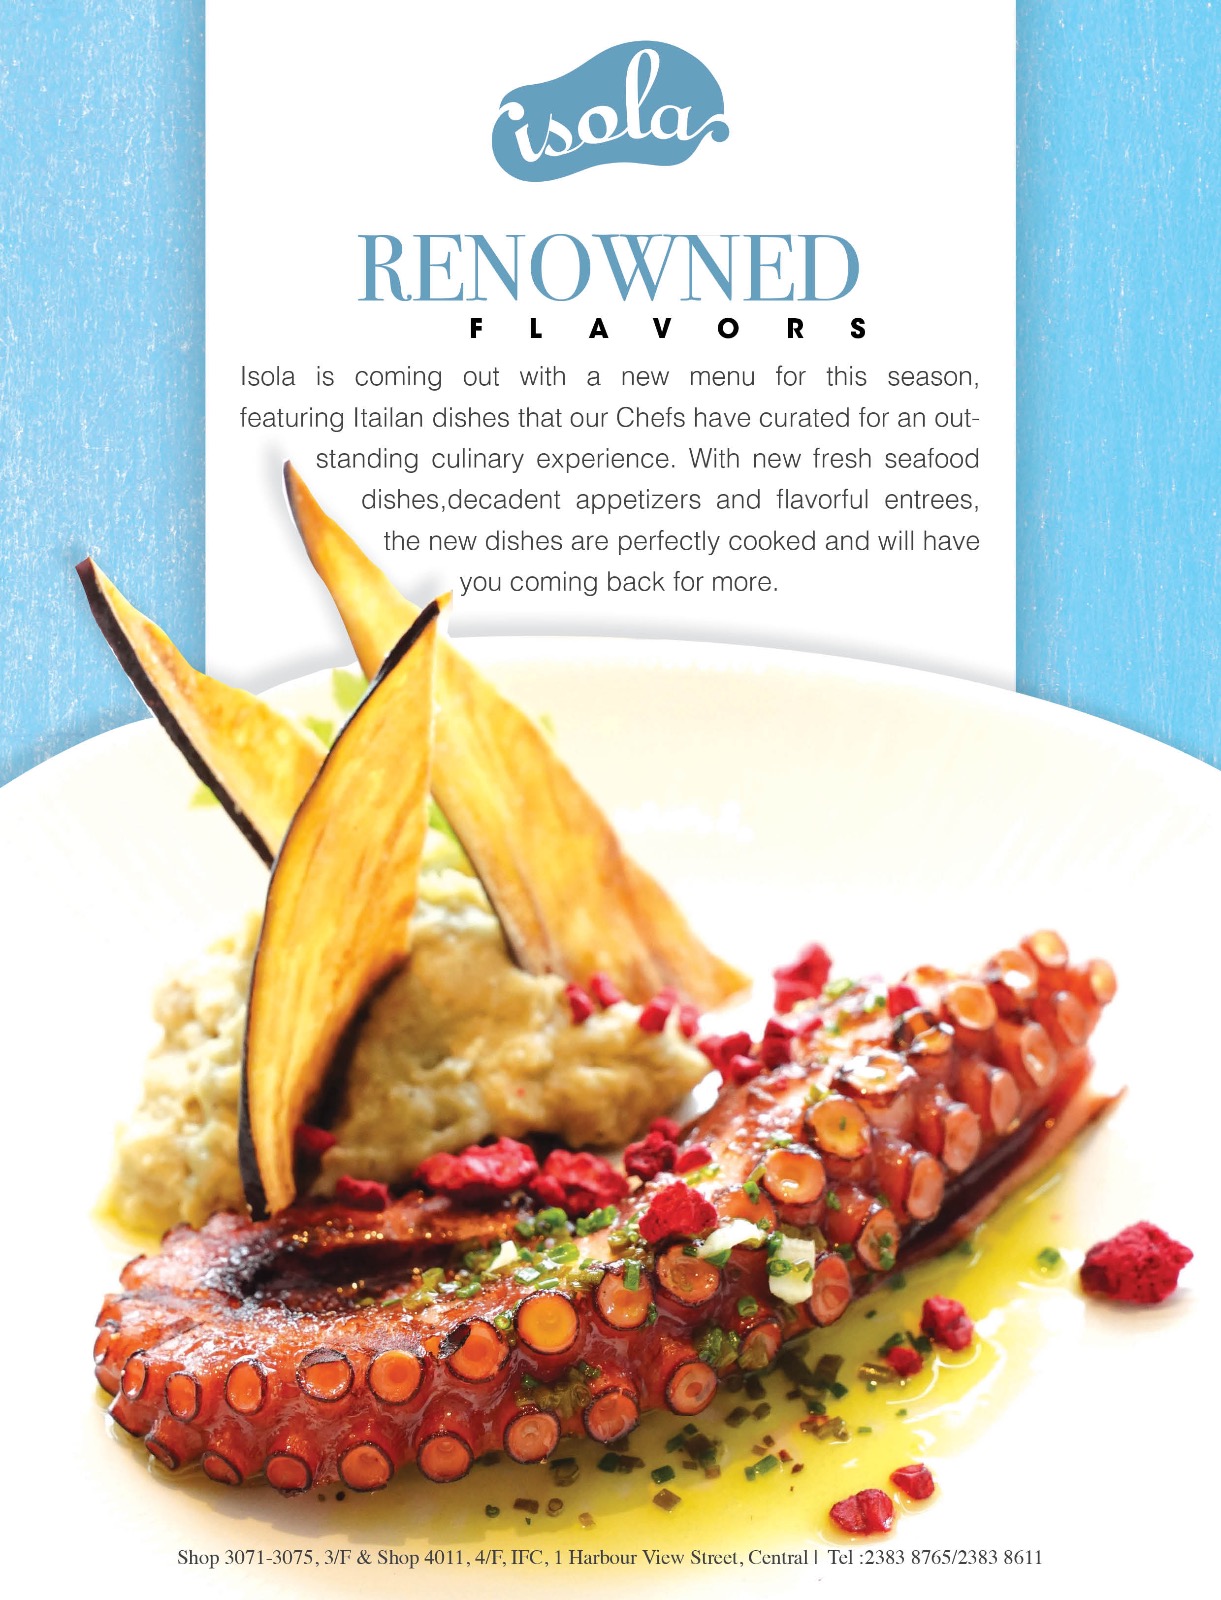 isola
RENOWNED
FLAVORS
Isola is coming out with a new menu for this season,
featuring Itailan dishes that our Chefs have curated for an out-
standing culinary experience. With new fresh seafood
dishes,decadent appetizers and flavorful entrees,
the new dishes are perfectly cooked and will have
you coming back for more.
Shop 3071-3075, 3/F & Shop 4011, 4/F, IFC, 1 Harbour View Street, Central | Tel :2383 8765/2383 8611